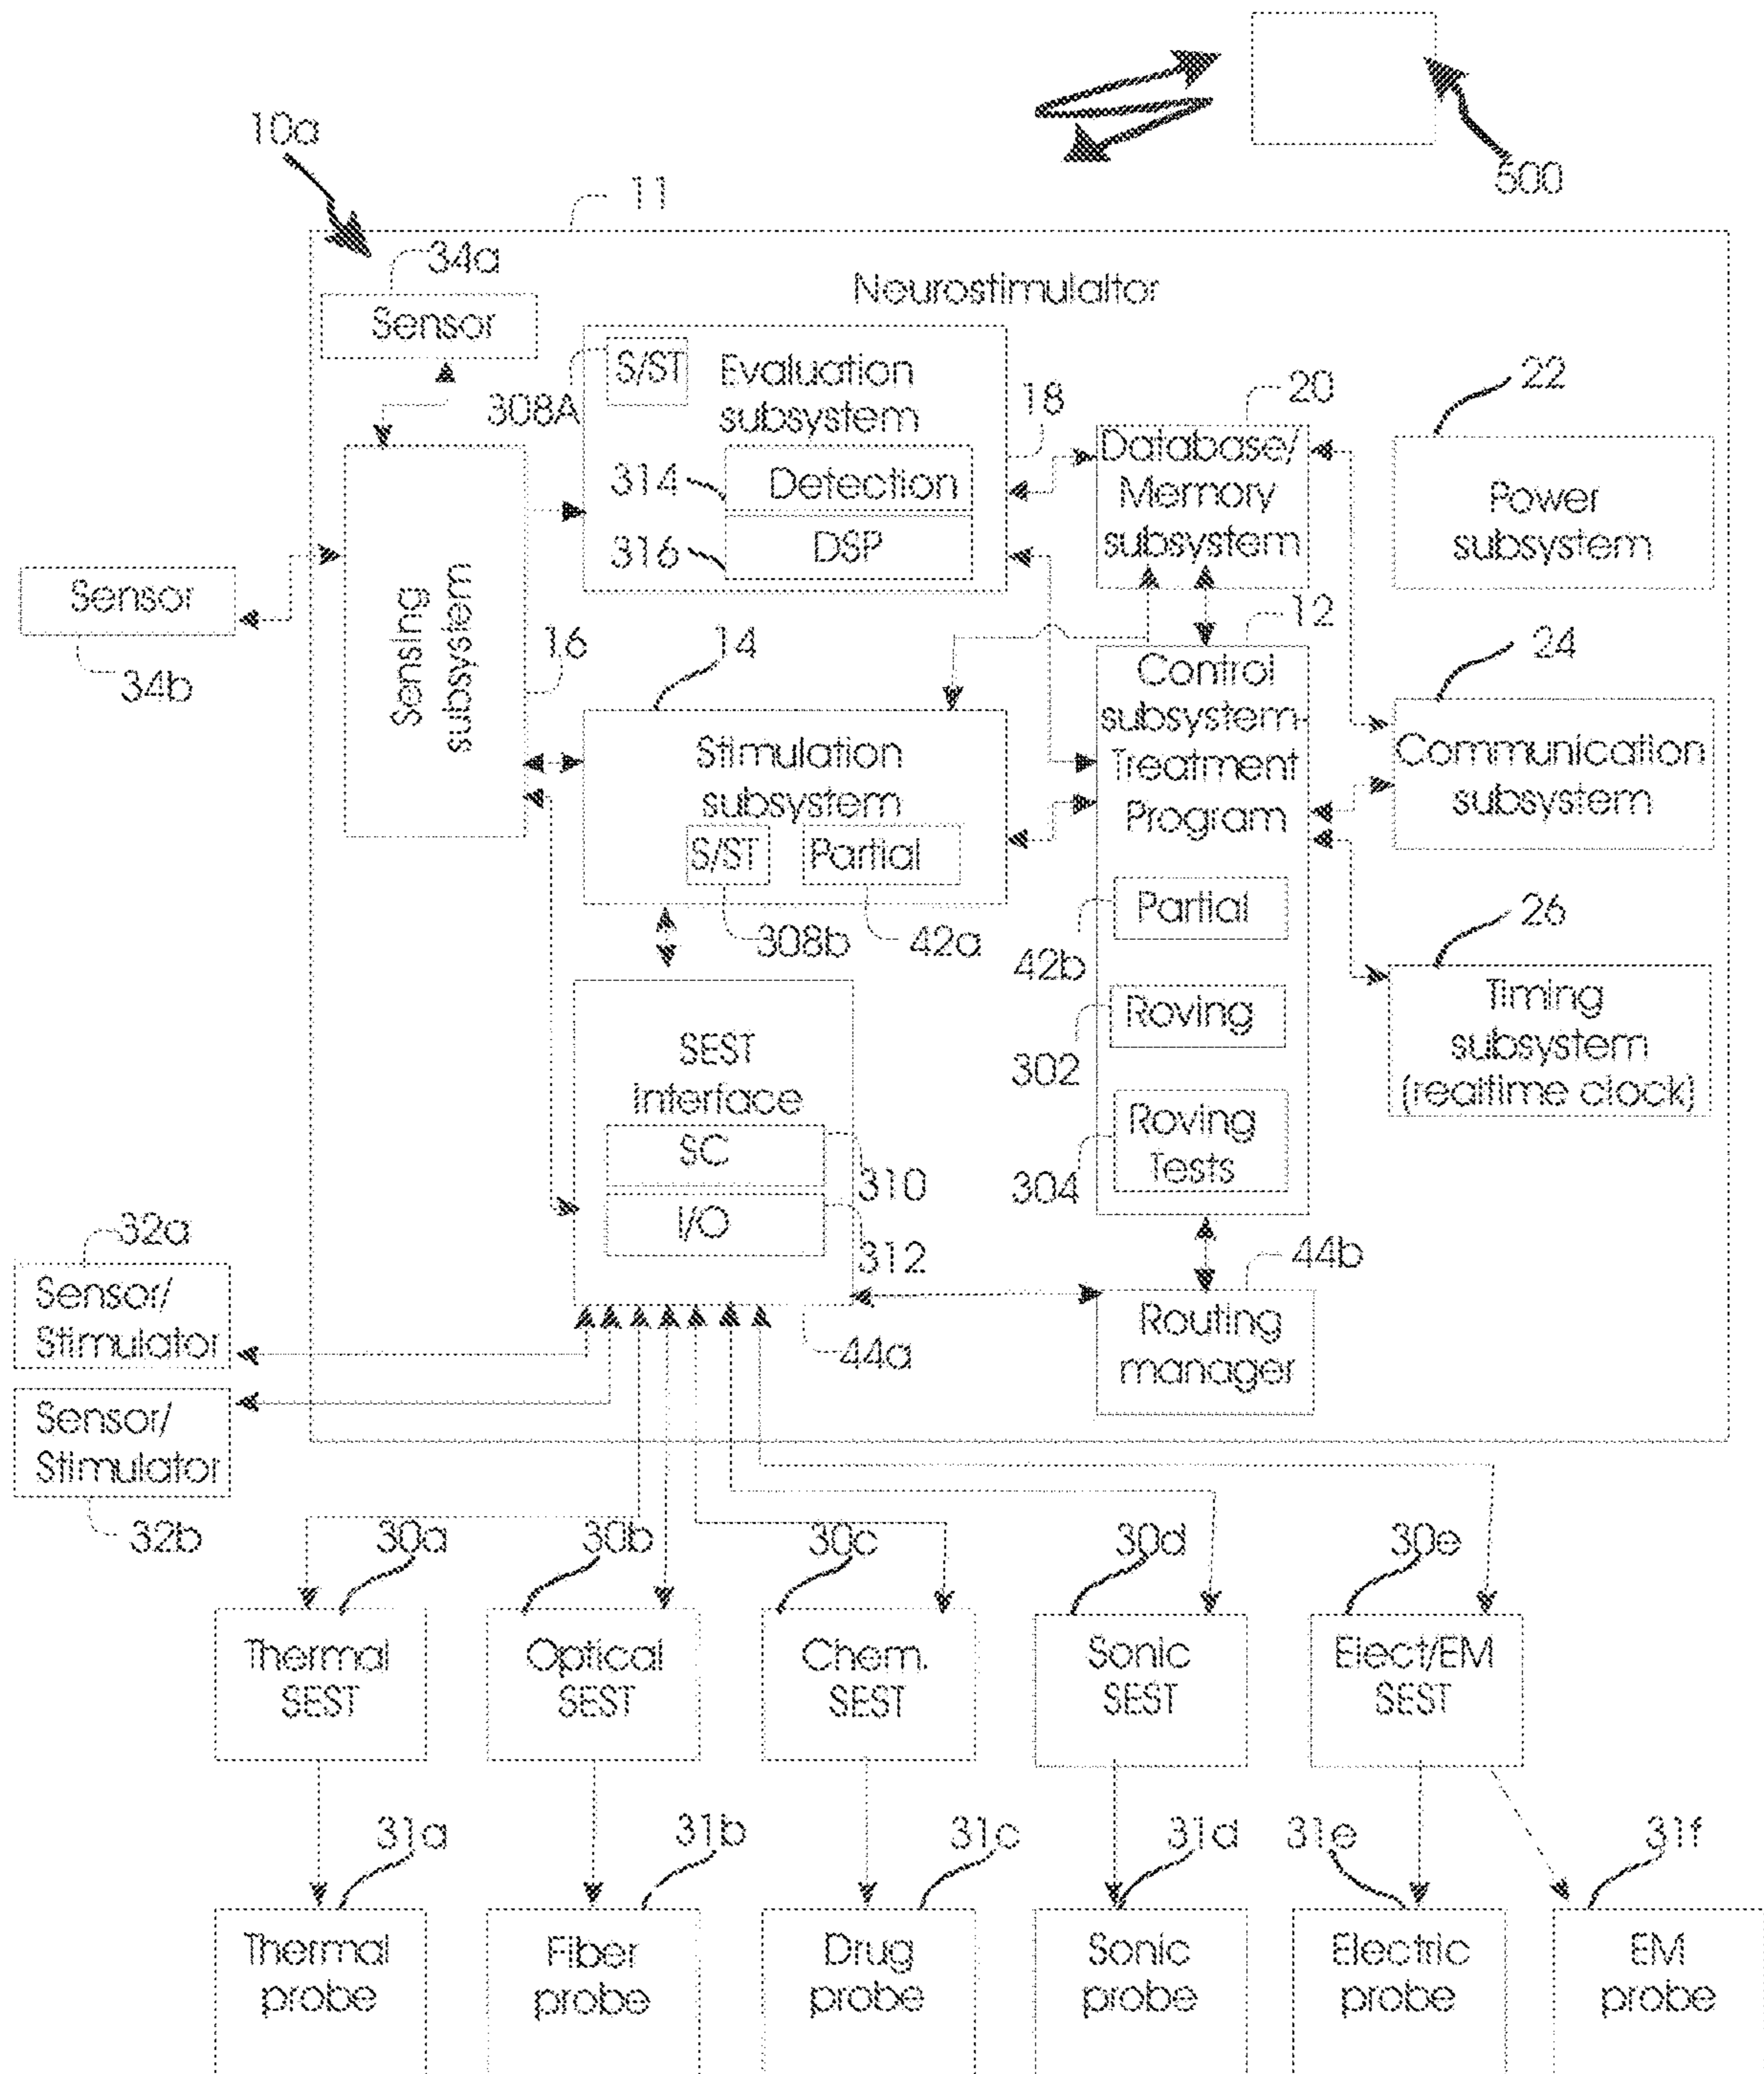 10a
500
11
34a
Neurostimulaltor
Sensor
S/ST
Evaluation
subsystem
308A
18
20
22
314
Detection
316
DSP
Database/
Memory
subsystem
Power
subsystem
Sensor
34b
Sensing
subsystem
16
14
12
24
Stimulation
subsystem
S/ST
Partial
308b
42a
Control
subsystem-
Treatment
Program
Communication
subsystem
Partial
42b
26
Roving
302
Timing
subsystem
(realtime clock)
SEST
Interface
SC
310
I/O
312
Roving
Tests
304
32a
44b
Sensor/
Stimulator
44a
Routing
manager
Sensor/
Stimulator
32b
30a
30b
30c
30d
30e
Thermal
SEST
Optical
SEST
Chem.
SEST
Sonic
SEST
Elect/EM
SEST
31a
31b
31c
31d
31e
31f
Thermal
probe
Fiber
probe
Drug
probe
Sonic
probe
Electric
probe
EM
probe